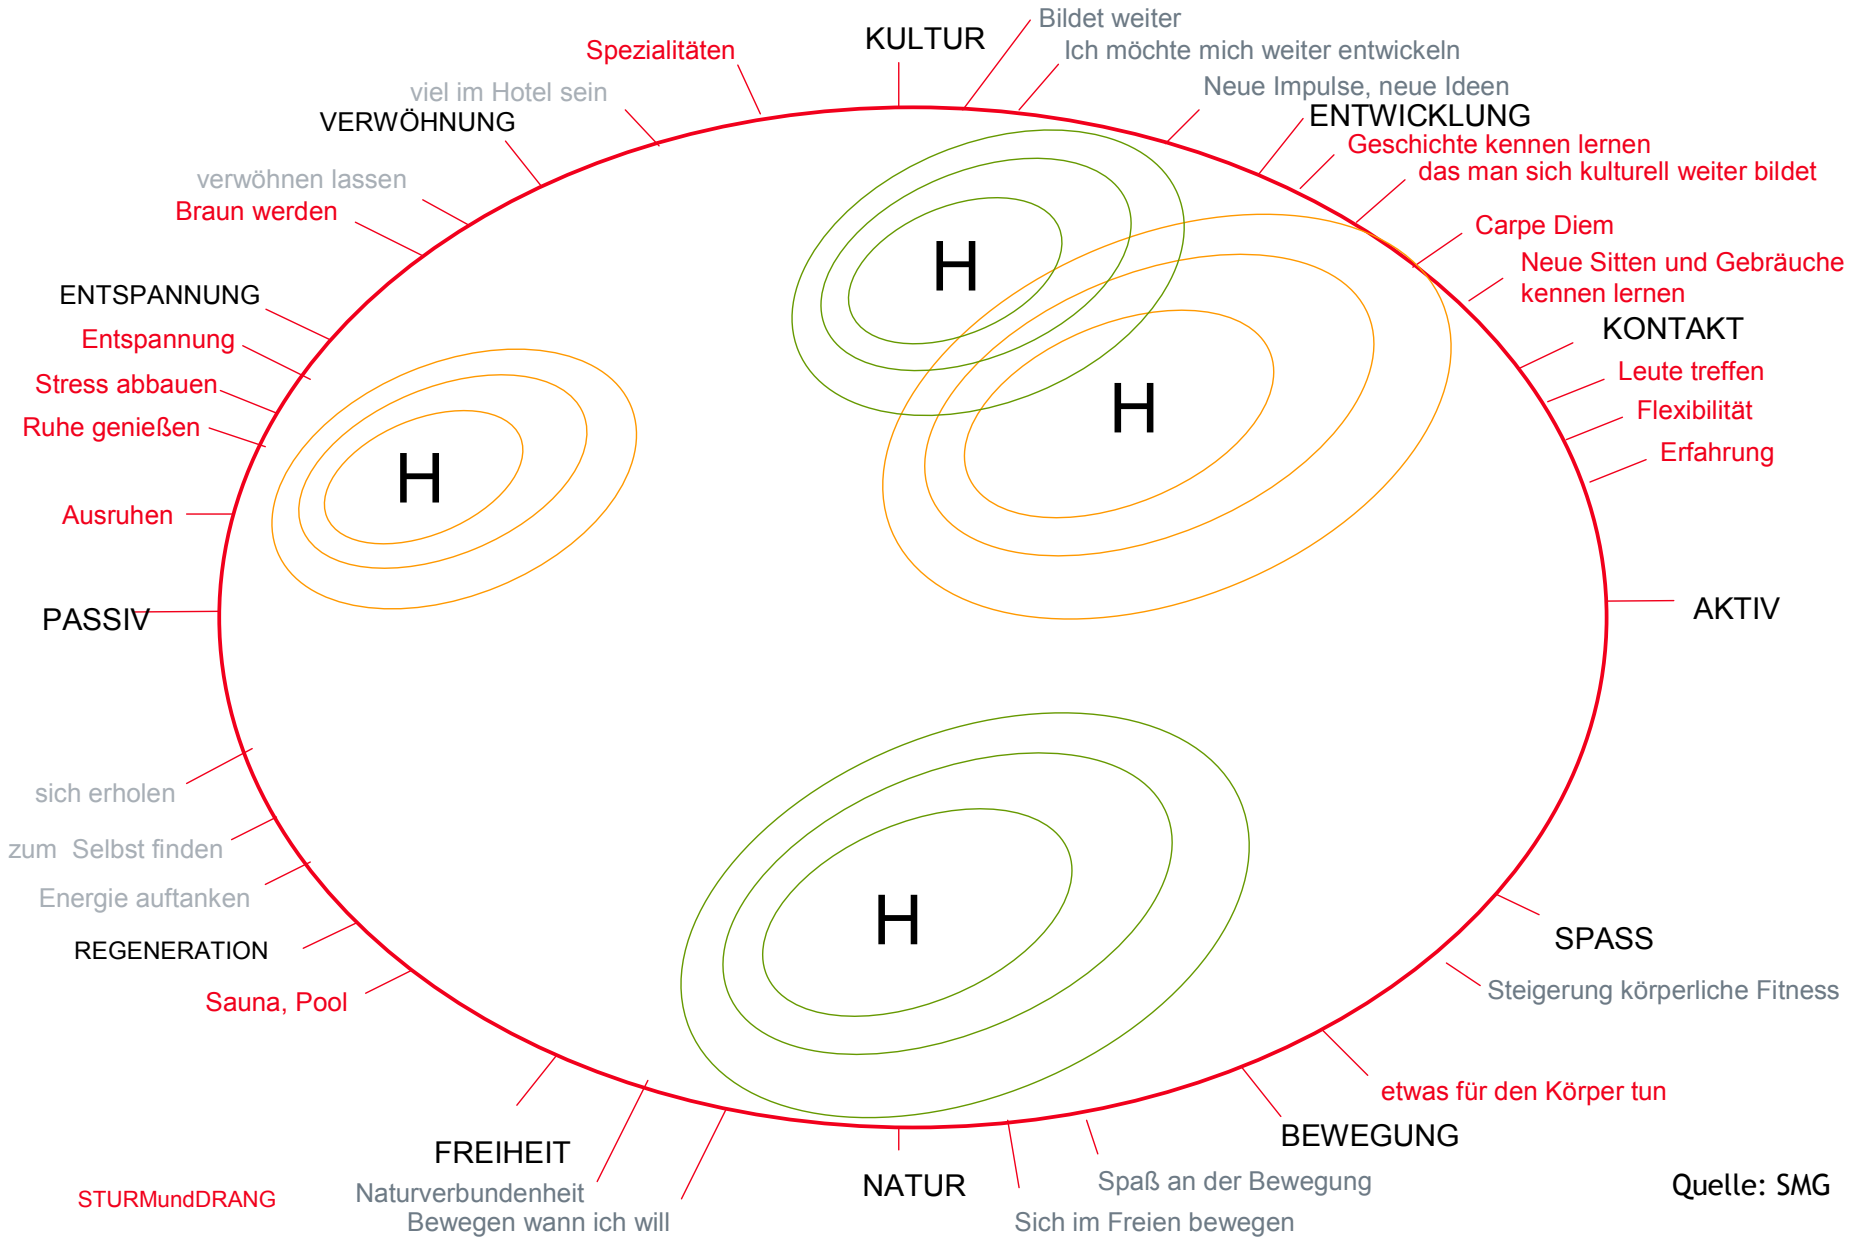 Bildet weiter
KULTUR
Spezialitäten
Ich möchte mich weiter entwickeln
viel im Hotel sein
Neue Impulse, neue Ideen
VERWÖHNUNG
ENTWICKLUNG
Geschichte kennen lernen
das man sich kulturell weiter bildet
verwöhnen lassen
Braun werden
Carpe Diem
Neue Sitten und Gebräuche
kennen lernen
H
ENTSPANNUNG
KONTAKT
Entspannung
Leute treffen
Stress abbauen
Flexibilität
H
Ruhe genießen
Erfahrung
H
Ausruhen
PASSIV
AKTIV
sich erholen
zum  Selbst finden
Energie auftanken
H
SPASS
REGENERATION
Steigerung körperliche Fitness
Sauna, Pool
etwas für den Körper tun
BEWEGUNG
FREIHEIT
NATUR
Spaß an der Bewegung
Naturverbundenheit
Quelle: SMG
STURMundDRANG
Bewegen wann ich will
Sich im Freien bewegen